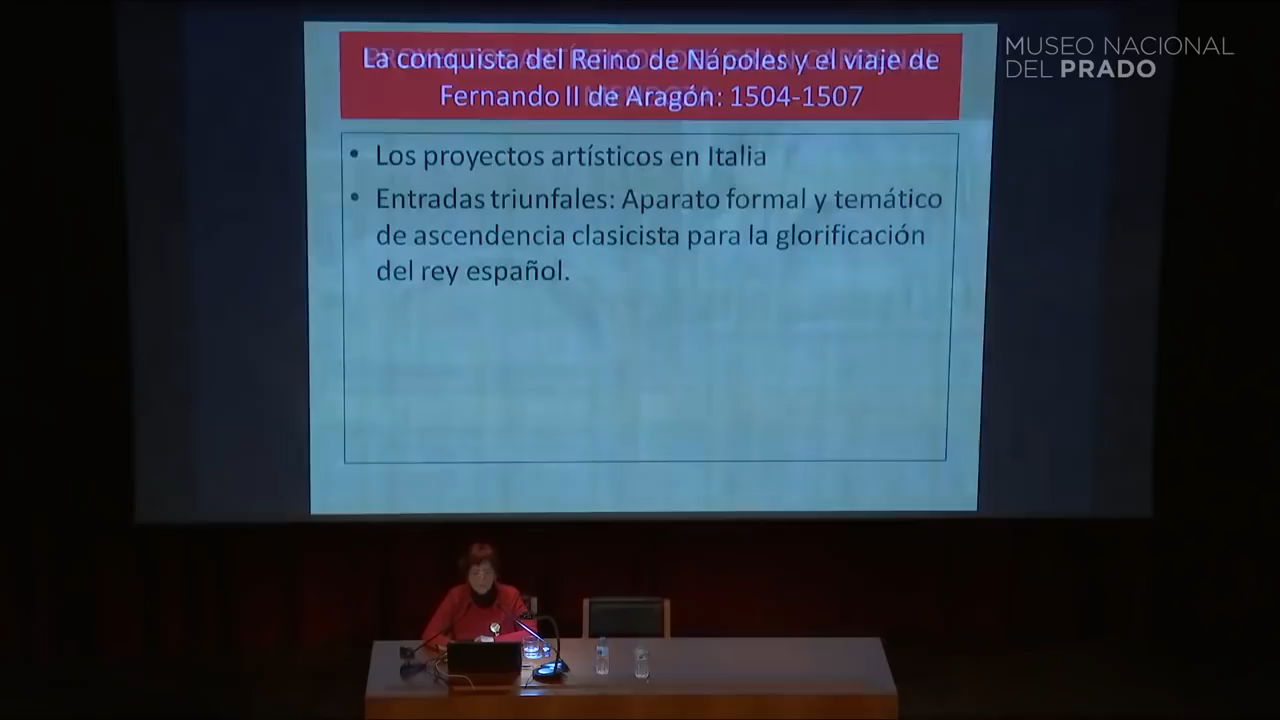 MUSEO NACIONAL
DEL PRADO
La conquista del Reino de Nápoles y el viaje de
Fernando II de Aragón: 1504-1507
• Los proyectos artísticos en Italia
• Entradas triunfales: Aparato formal y temático
de ascendencia clasicista para la glorificación
del rey español.